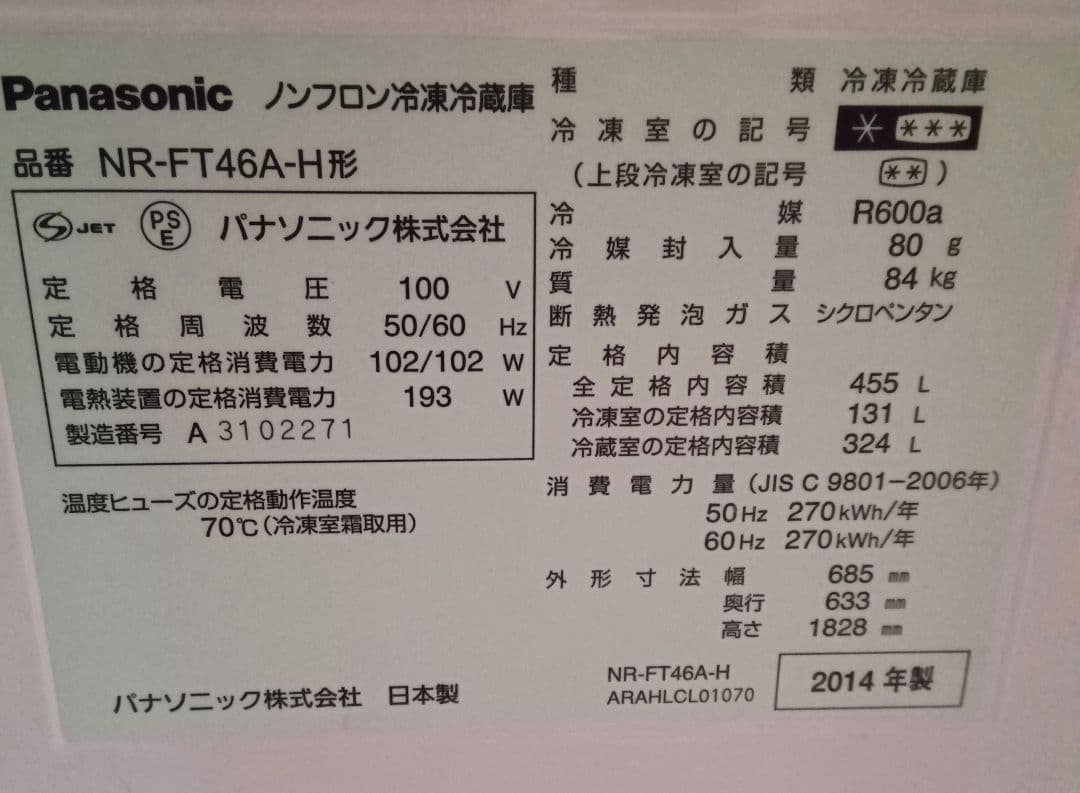 Panasonic ノンフロン冷凍冷蔵庫
品番 NR-FT46A-H形
S JET PSE パナソニック株式会社
定格電圧 100 V
定格周波数 50/60 Hz
電動機の定格消費電力 102/102 W
電熱装置の定格消費電力 193 W
製造番号 A 3102271
温度ヒューズの定格動作温度
70℃(冷凍室霜取用)
パナソニック株式会社 日本製
種類 冷凍冷蔵庫
冷凍室の記号 * ***
(上段冷凍室の記号 **)
冷媒 R600a
冷媒封入量 80 g
質量 84 kg
断熱発泡ガス シクロペンタン
定格内容積
全定格内容積 455 L
冷凍室の定格内容積 131 L
冷蔵室の定格内容積 324 L
消費電力量(JIS C 9801-2006年)
50Hz 270kWh/年
60Hz 270kWh/年
外形寸法 幅 685 mm
奥行 633 mm
高さ 1828 mm
NR-FT46A-H
ARAHLCL01070
2014年製